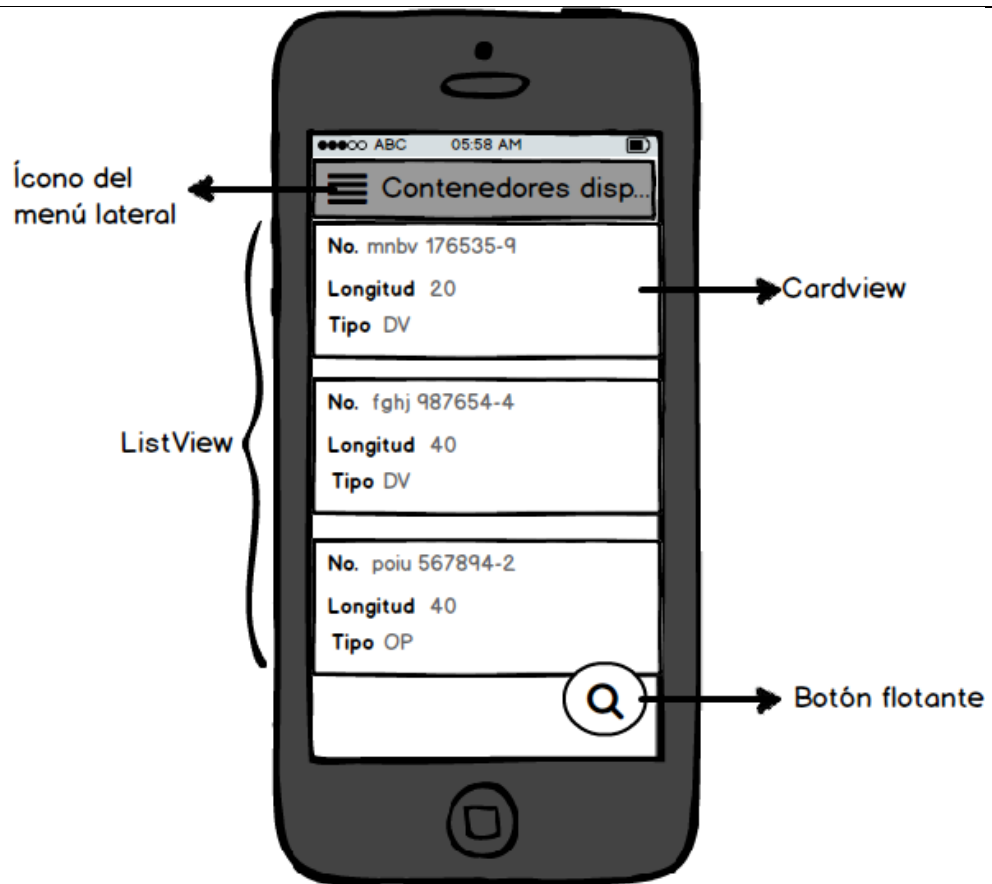 ABC 05:58 AM
Ícono del
menú lateral
Contenedores disp...
No. mnbv 176535-9
Longitud 20
Tipo DV
Cardview
No. fghj 987654-4
Longitud 40
Tipo DV
ListView
No. poiu 567894-2
Longitud 40
Tipo OP
Botón flotante